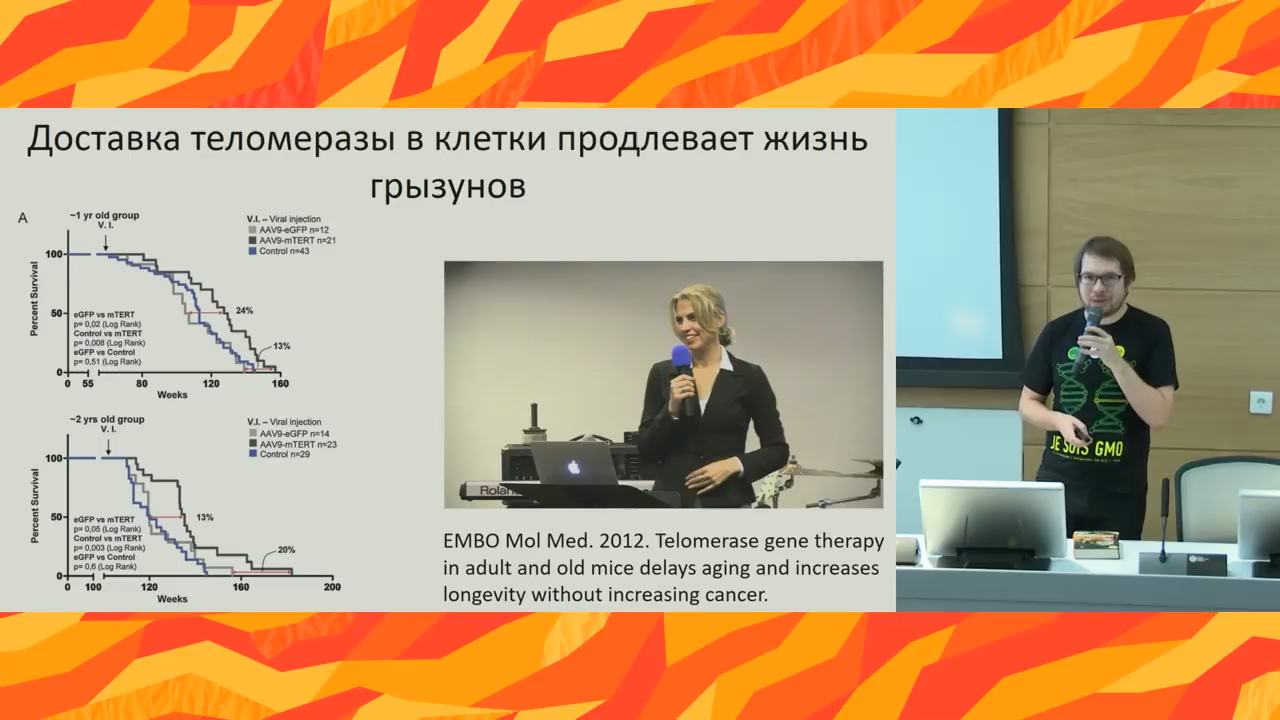 Доставка теломеразы в клетки продлевает жизнь
грызунов
A
~1 yr old group
V. I.
V.I. – Viral injection
AAV9-eGFP n=12
AAV9-mTERT n=21
Control n=43
Percent Survival
100
50
0
eGFP vs mTERT
p= 0,02 (Log Rank)
Control vs mTERT
p= 0,008 (Log Rank)
eGFP vs Control
p= 0,51 (Log Rank)
24%
13%
0 55 80 120 160
Weeks
~2 yrs old group
V. I.
V.I. – Viral injection
AAV9-eGFP n=14
AAV9-mTERT n=23
Control n=29
Percent Survival
100
50
0
eGFP vs mTERT
p= 0,05 (Log Rank)
Control vs mTERT
p= 0,003 (Log Rank)
eGFP vs Control
p= 0,6 (Log Rank)
13%
20%
0 100 120 160 200
Weeks
Roland
EMBO Mol Med. 2012. Telomerase gene therapy
in adult and old mice delays aging and increases
longevity without increasing cancer.
JE SUIS GMO